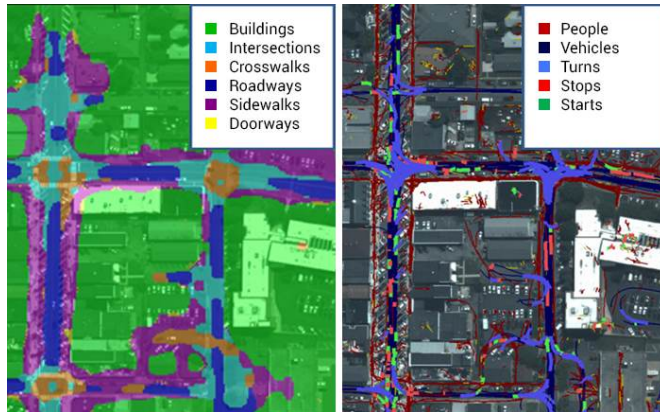 Buildings
Intersections
Crosswalks
Roadways
Sidewalks
Doorways
People
Vehicles
Turns
Stops
Starts